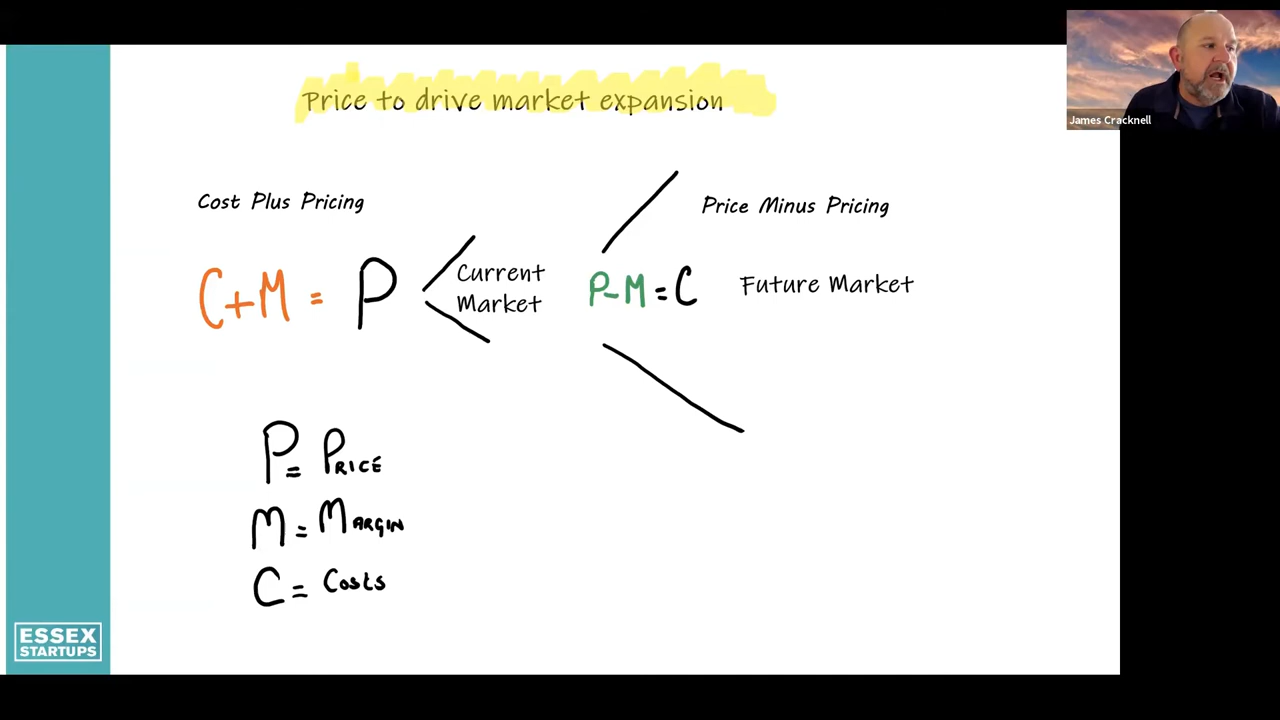 James Cracknell
Price to drive market expansion
Cost Plus Pricing
Price Minus Pricing
C+M = P
Current
Market
P-M=C
Future Market
P= PRICE
M= MARGIN
C= Costs
ESSEX
STARTUPS